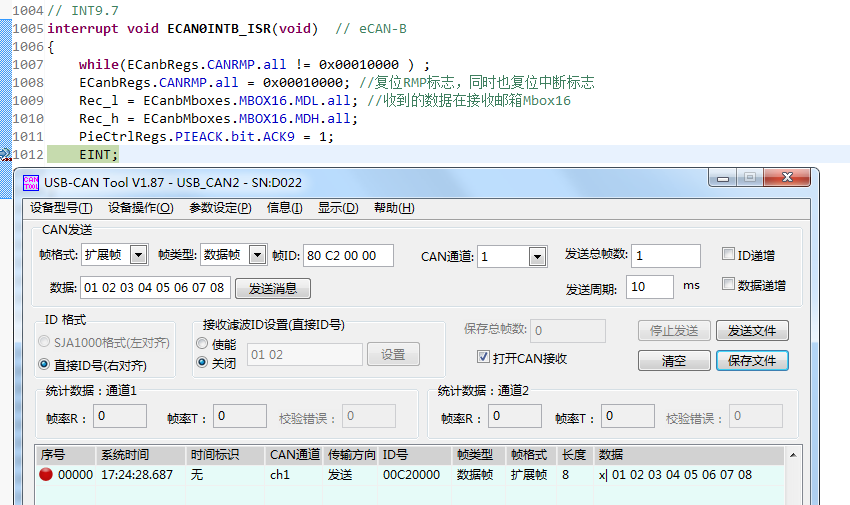 1004 // INT9.7
1005 interrupt void ECAN0INTB_ISR(void)  // eCAN-B
1006 {
1007     while(ECanbRegs.CANRMP.all != 0x00010000 ) ;
1008     ECanbRegs.CANRMP.all = 0x00010000; //复位RMP标志，同时也复位中断标志
1009     Rec_l = ECanbMboxes.MBOX16.MDL.all; //收到的数据在接收邮箱Mbox16
1010     Rec_h = ECanbMboxes.MBOX16.MDH.all;
1011     PieCtrlRegs.PIEACK.bit.ACK9 = 1;
1012     EINT;
CAN TOOL USB-CAN Tool V1.87 - USB_CAN2 - SN:D022
设备型号(T) 设备操作(O) 参数设定(P) 信息(I) 显示(D) 帮助(H)
CAN发送
帧格式: 扩展帧 帧类型: 数据帧 帧ID: 80 C2 00 00 CAN通道: 1 发送总帧数: 1 ID递增
数据: 01 02 03 04 05 06 07 08 发送消息 发送周期: 10 ms 数据递增
ID 格式 接收滤波ID设置(直接ID号) 保存总帧数: 0 停止发送 发送文件
SJA1000格式(左对齐) 使能 01 02 设置
直接ID号(右对齐) 关闭 打开CAN接收 清空 保存文件
统计数据：通道1 统计数据：通道2
帧率R： 0 帧率T： 0 校验错误： 0 帧率R： 0 帧率T： 0 校验错误： 0
序号 系统时间 时间标识 CAN通道 传输方向 ID号 帧类型 帧格式 长度 数据
00000 17:24:28.687 无 ch1 发送 00C20000 数据帧 扩展帧 8 x| 01 02 03 04 05 06 07 08